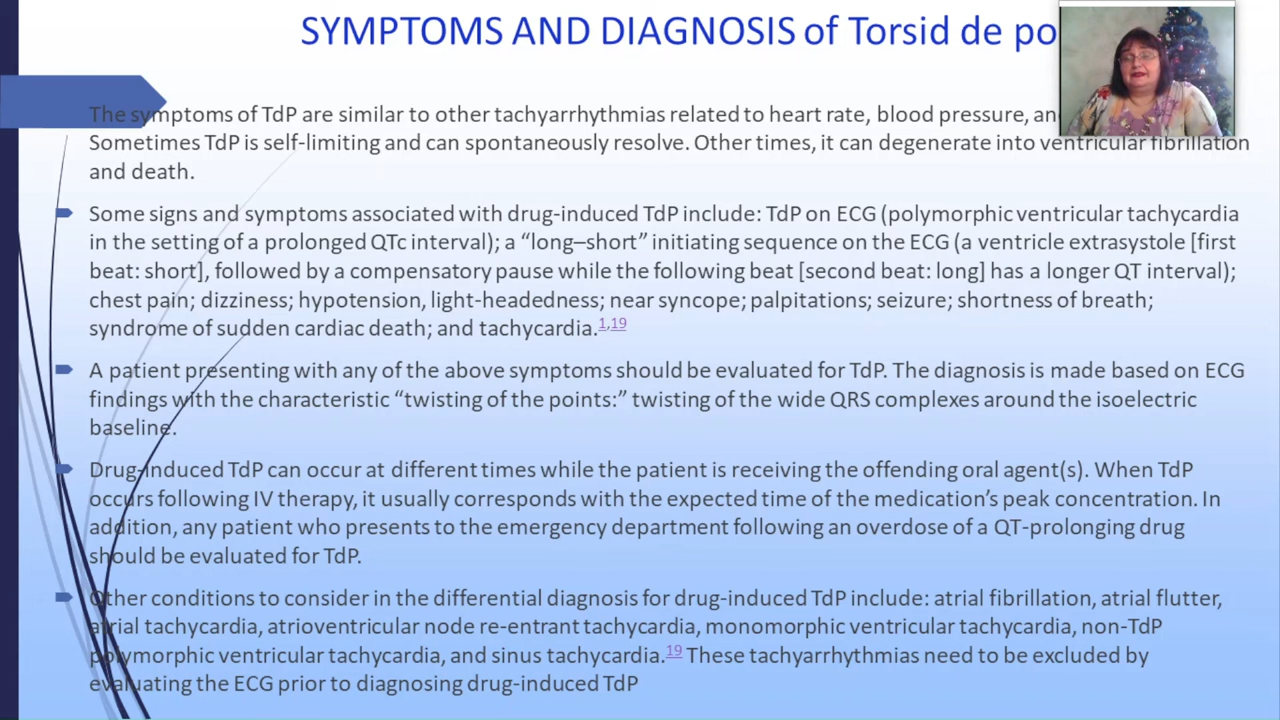 SYMPTOMS AND DIAGNOSIS of Torsid de po
The symptoms of TdP are similar to other tachyarrhythmias related to heart rate, blood pressure, an
Sometimes TdP is self-limiting and can spontaneously resolve. Other times, it can degenerate into ventricular fibrillation
and death.
Some signs and symptoms associated with drug-induced TdP include: TdP on ECG (polymorphic ventricular tachycardia
in the setting of a prolonged QTc interval); a “long–short” initiating sequence on the ECG (a ventricle extrasystole [first
beat: short], followed by a compensatory pause while the following beat [second beat: long] has a longer QT interval);
chest pain; dizziness; hypotension, light-headedness; near syncope; palpitations; seizure; shortness of breath;
syndrome of sudden cardiac death; and tachycardia.1,19
A patient presenting with any of the above symptoms should be evaluated for TdP. The diagnosis is made based on ECG
findings with the characteristic “twisting of the points:” twisting of the wide QRS complexes around the isoelectric
baseline.
Drug-induced TdP can occur at different times while the patient is receiving the offending oral agent(s). When TdP
occurs following IV therapy, it usually corresponds with the expected time of the medication’s peak concentration. In
addition, any patient who presents to the emergency department following an overdose of a QT-prolonging drug
should be evaluated for TdP.
Other conditions to consider in the differential diagnosis for drug-induced TdP include: atrial fibrillation, atrial flutter,
atrial tachycardia, atrioventricular node re-entrant tachycardia, monomorphic ventricular tachycardia, non-TdP
polymorphic ventricular tachycardia, and sinus tachycardia.19 These tachyarrhythmias need to be excluded by
evaluating the ECG prior to diagnosing drug-induced TdP